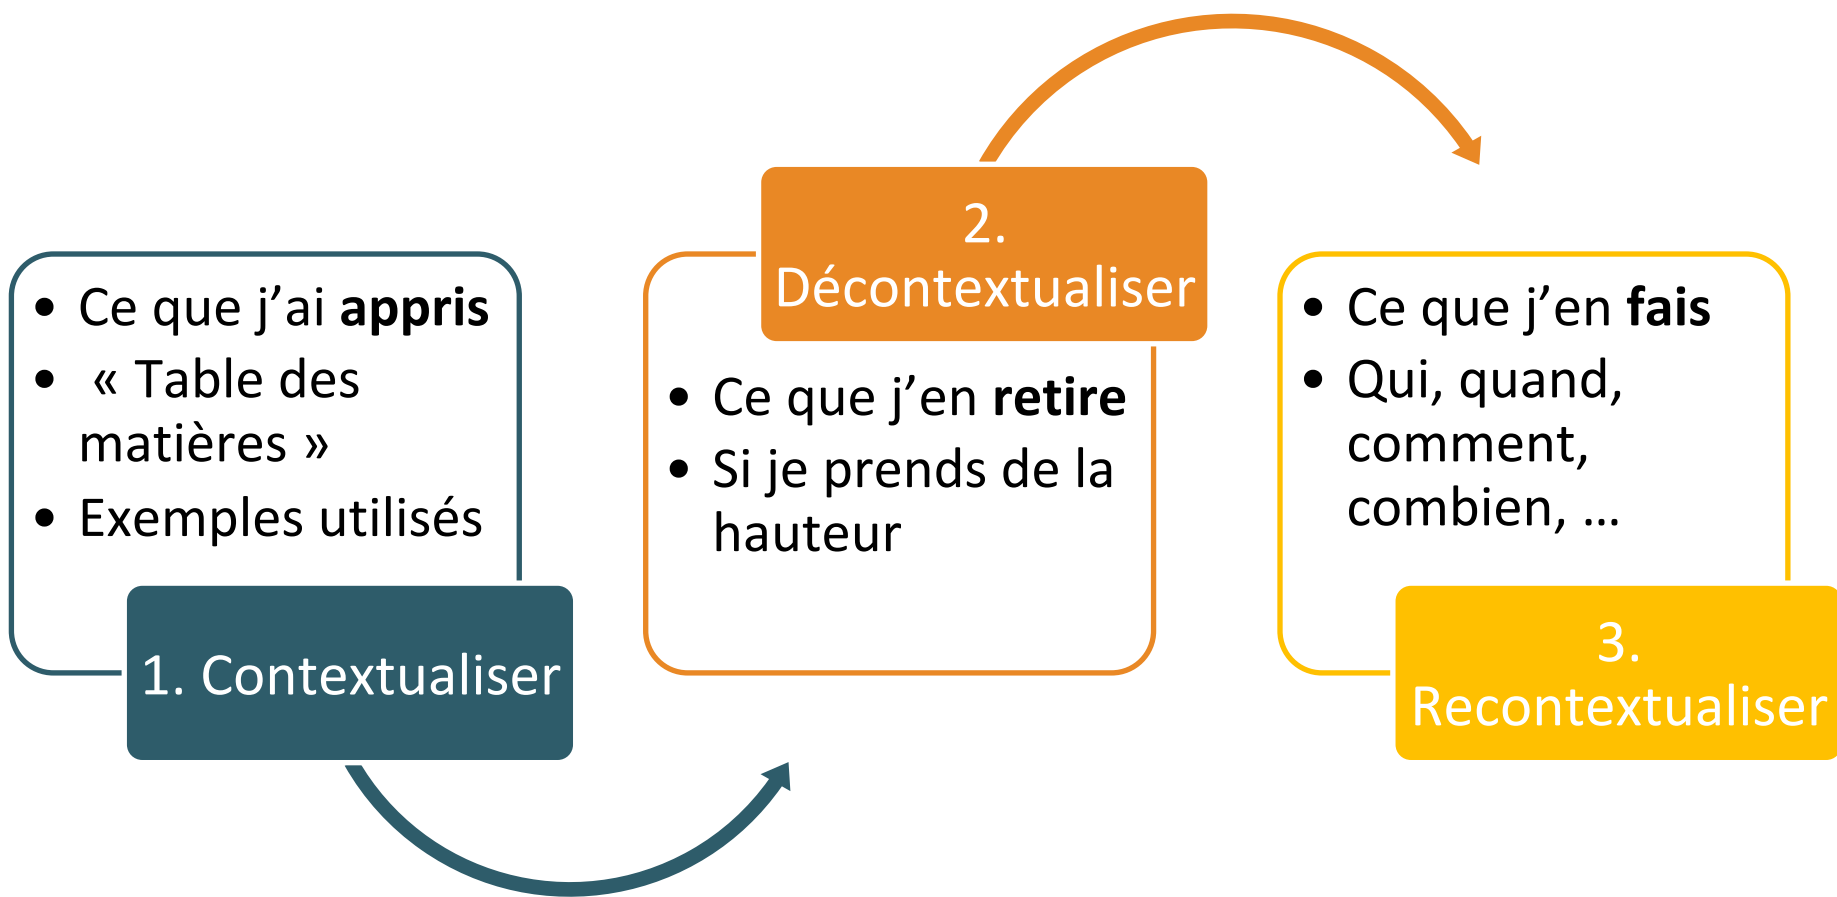 • Ce que j’ai appris
• « Table des
matières »
• Exemples utilisés
1. Contextualiser
2.
Décontextualiser
• Ce que j’en retire
• Si je prends de la
hauteur
• Ce que j’en fais
• Qui, quand,
comment,
combien, ...
3.
Recontextualiser